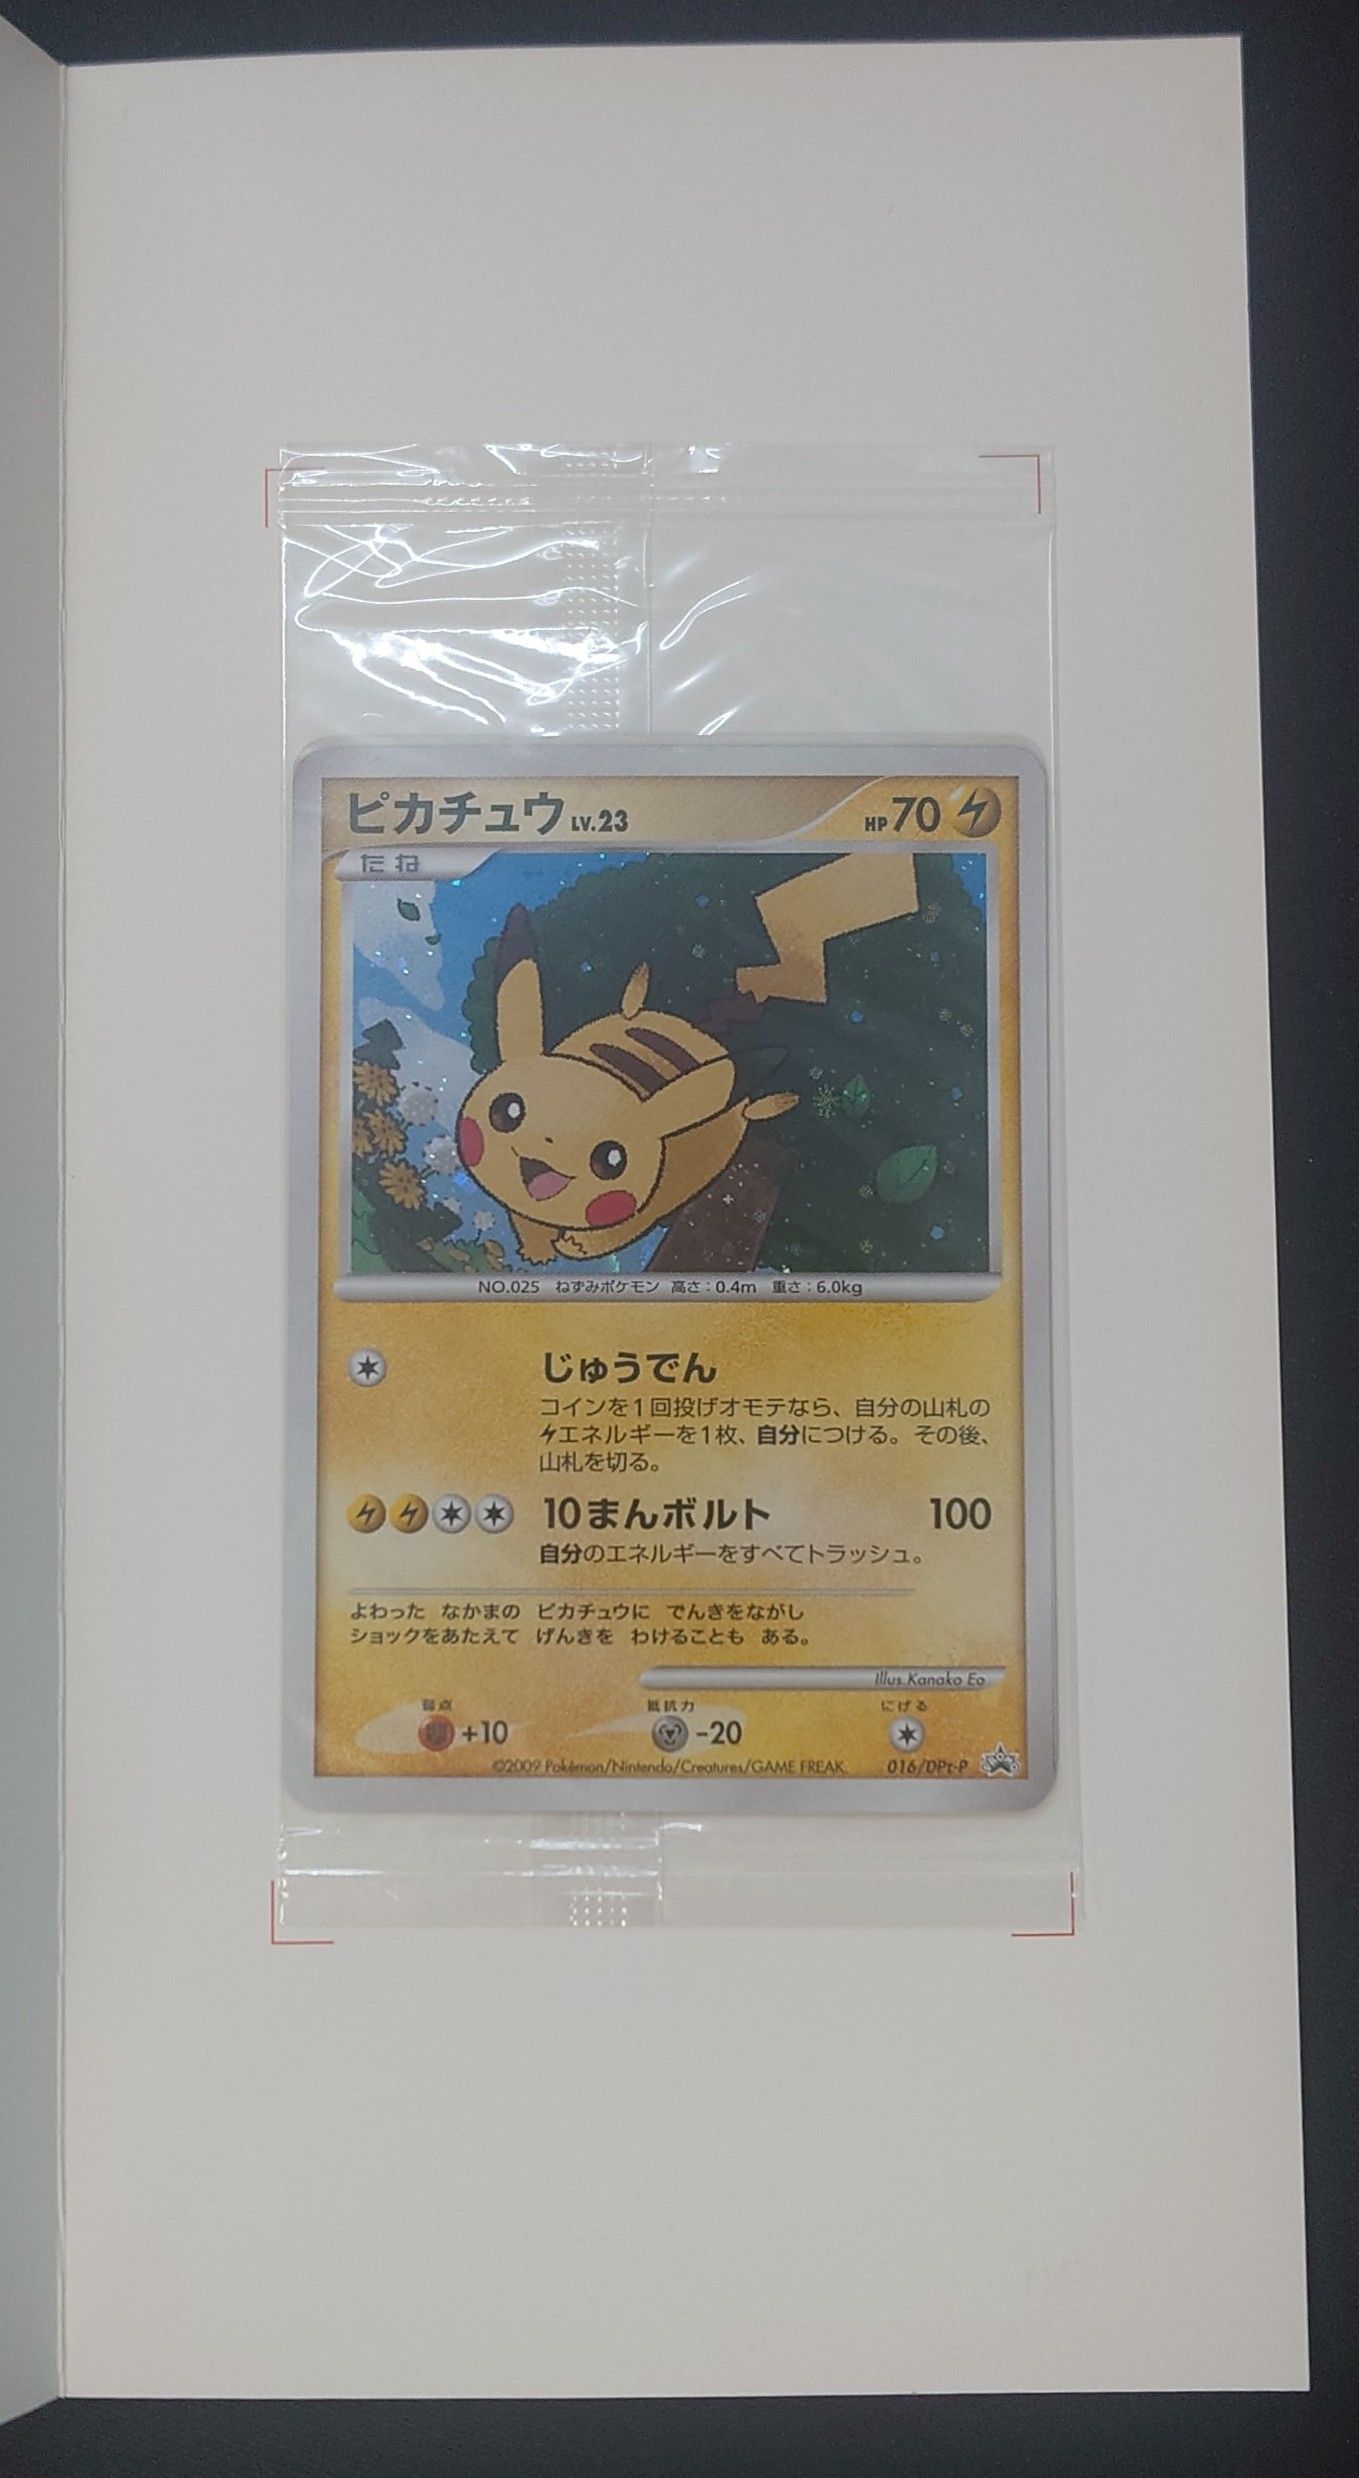 ピカチュウ LV.23 HP70
たね
NO.025 ねずみポケモン 高さ:0.4m 重さ:6.0kg
じゅうでん
コインを1回投げオモテなら、自分の山札の
エネルギーを1枚、自分につける。その後、
山札を切る。
10まんボルト 100
自分のエネルギーをすべてトラッシュ。
よわった なかまの ピカチュウに でんきをながし
ショックをあたえて げんきを わけることも ある。
Illus.Kanako Eo
弱点 抵抗力 にげる
+10 -20
©2009 Pokémon/Nintendo/Creatures/GAME FREAK. 016/DPt-P PROMO